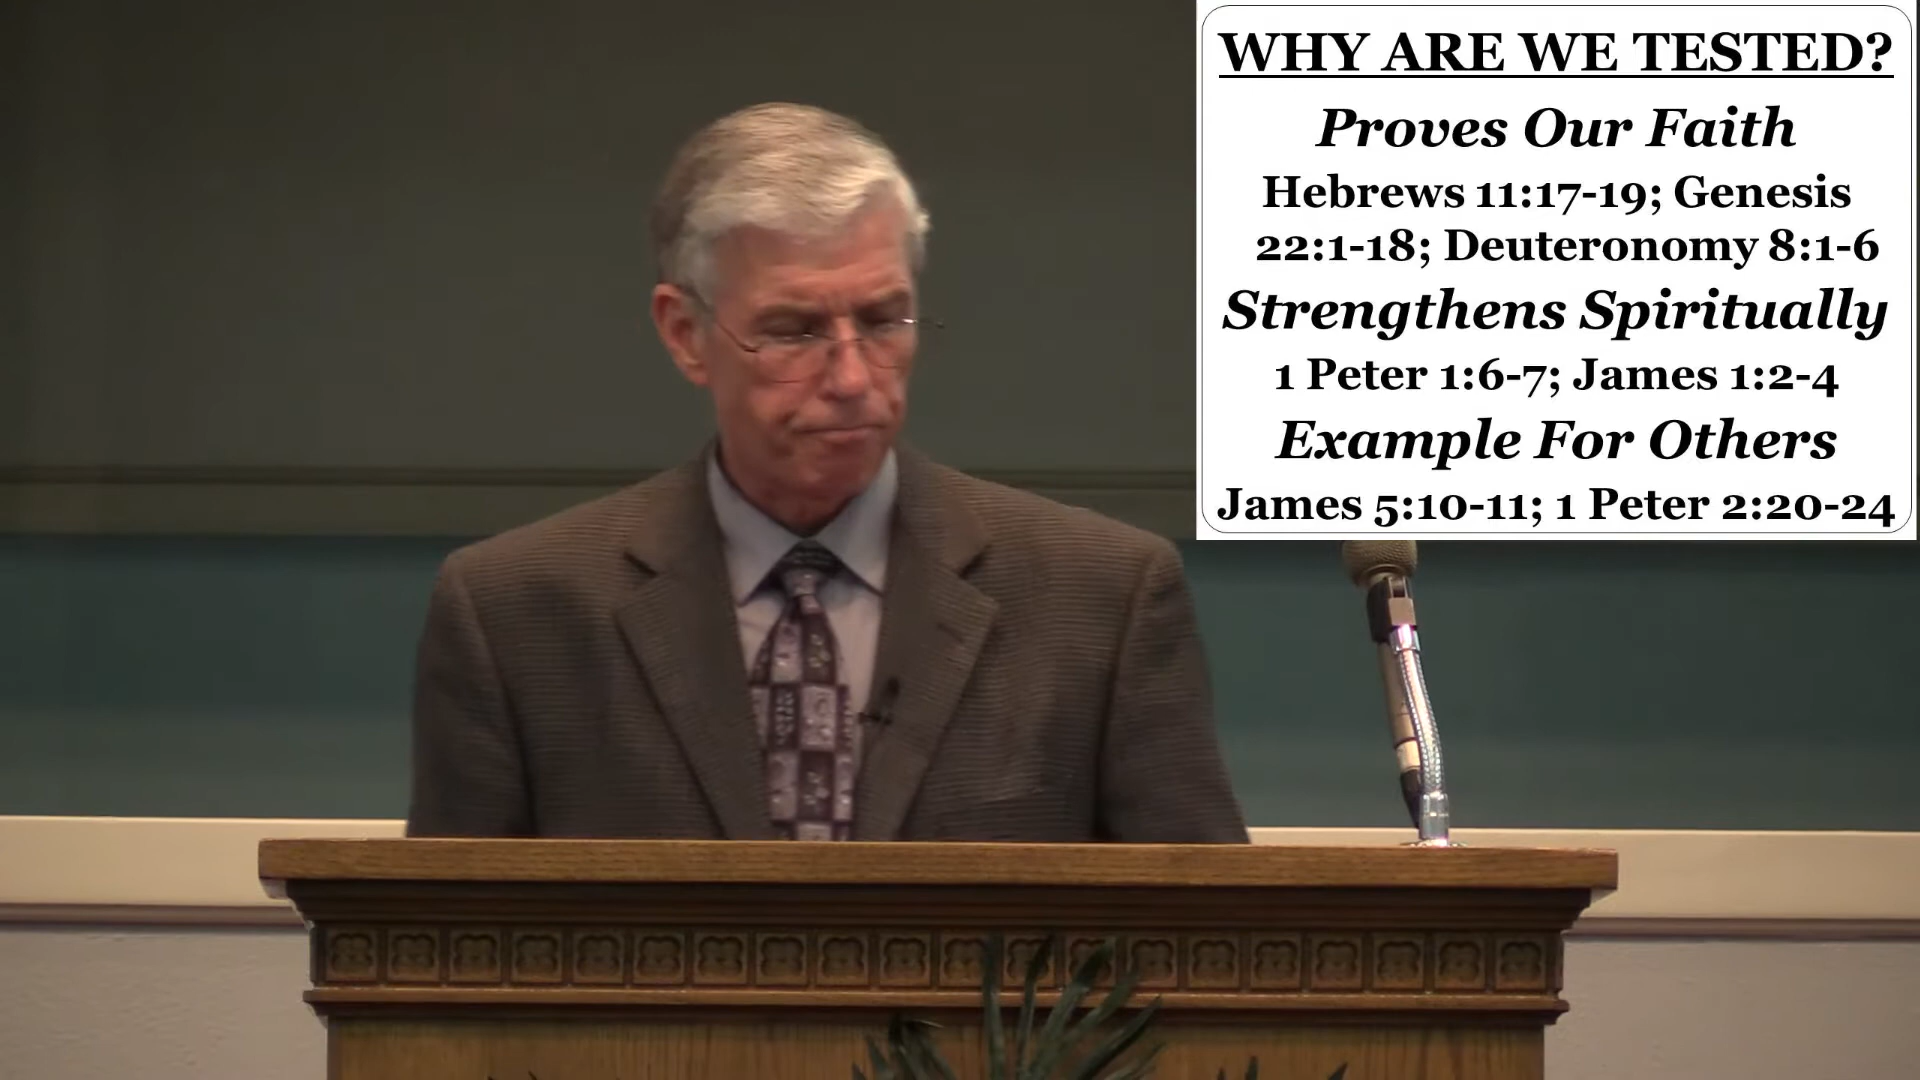 WHY ARE WE TESTED?
Proves Our Faith
Hebrews 11:17-19; Genesis
22:1-18; Deuteronomy 8:1-6
Strengthens Spiritually
1 Peter 1:6-7; James 1:2-4
Example For Others
James 5:10-11; 1 Peter 2:20-24